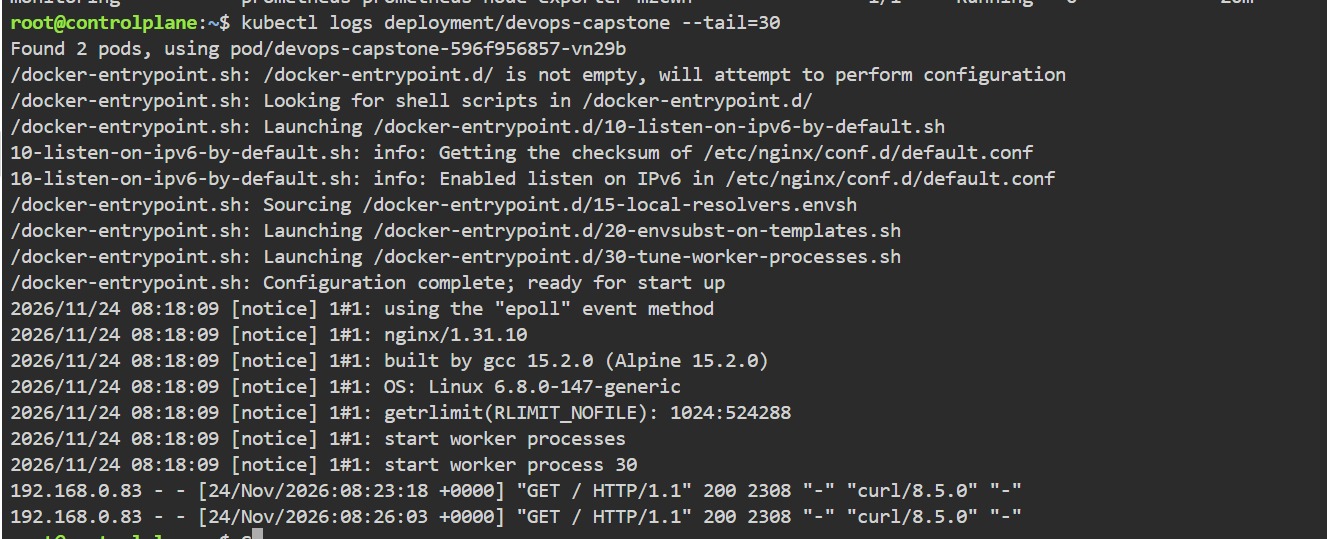 root@controlplane:~$ kubectl logs deployment/devops-capstone --tail=30
Found 2 pods, using pod/devops-capstone-596f956857-vn29b
/docker-entrypoint.sh: /docker-entrypoint.d/ is not empty, will attempt to perform configuration
/docker-entrypoint.sh: Looking for shell scripts in /docker-entrypoint.d/
/docker-entrypoint.sh: Launching /docker-entrypoint.d/10-listen-on-ipv6-by-default.sh
10-listen-on-ipv6-by-default.sh: info: Getting the checksum of /etc/nginx/conf.d/default.conf
10-listen-on-ipv6-by-default.sh: info: Enabled listen on IPv6 in /etc/nginx/conf.d/default.conf
/docker-entrypoint.sh: Sourcing /docker-entrypoint.d/15-local-resolvers.envsh
/docker-entrypoint.sh: Launching /docker-entrypoint.d/20-envsubst-on-templates.sh
/docker-entrypoint.sh: Launching /docker-entrypoint.d/30-tune-worker-processes.sh
/docker-entrypoint.sh: Configuration complete; ready for start up
2026/11/24 08:18:09 [notice] 1#1: using the "epoll" event method
2026/11/24 08:18:09 [notice] 1#1: nginx/1.31.10
2026/11/24 08:18:09 [notice] 1#1: built by gcc 15.2.0 (Alpine 15.2.0)
2026/11/24 08:18:09 [notice] 1#1: OS: Linux 6.8.0-147-generic
2026/11/24 08:18:09 [notice] 1#1: getrlimit(RLIMIT_NOFILE): 1024:524288
2026/11/24 08:18:09 [notice] 1#1: start worker processes
2026/11/24 08:18:09 [notice] 1#1: start worker process 30
192.168.0.83 - - [24/Nov/2026:08:23:18 +0000] "GET / HTTP/1.1" 200 2308 "-" "curl/8.5.0" "-"
192.168.0.83 - - [24/Nov/2026:08:26:03 +0000] "GET / HTTP/1.1" 200 2308 "-" "curl/8.5.0" "-"